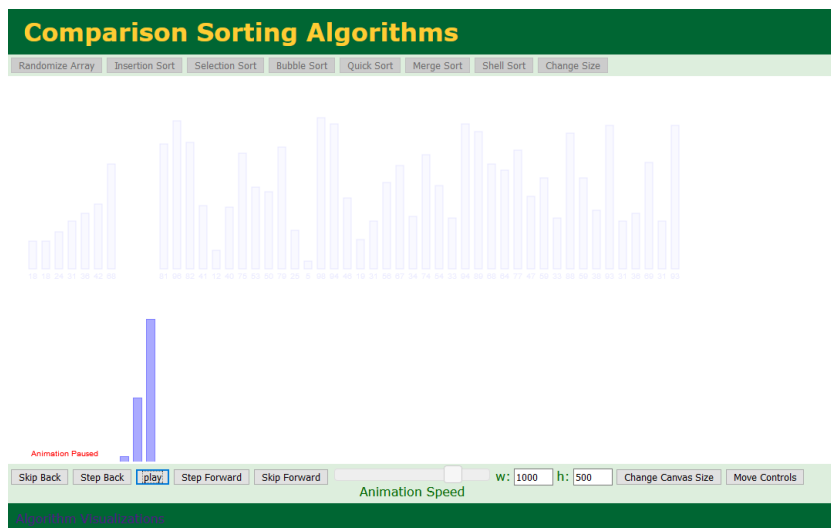 Comparison Sorting Algorithms
Randomize Array Insertion Sort Selection Sort Bubble Sort Quick Sort Merge Sort Shell Sort Change Size
Animation Paused
Skip Back Step Back play Step Forward Skip Forward w: 1000 h: 500 Change Canvas Size Move Controls
Animation Speed
Algorithm Visualizations